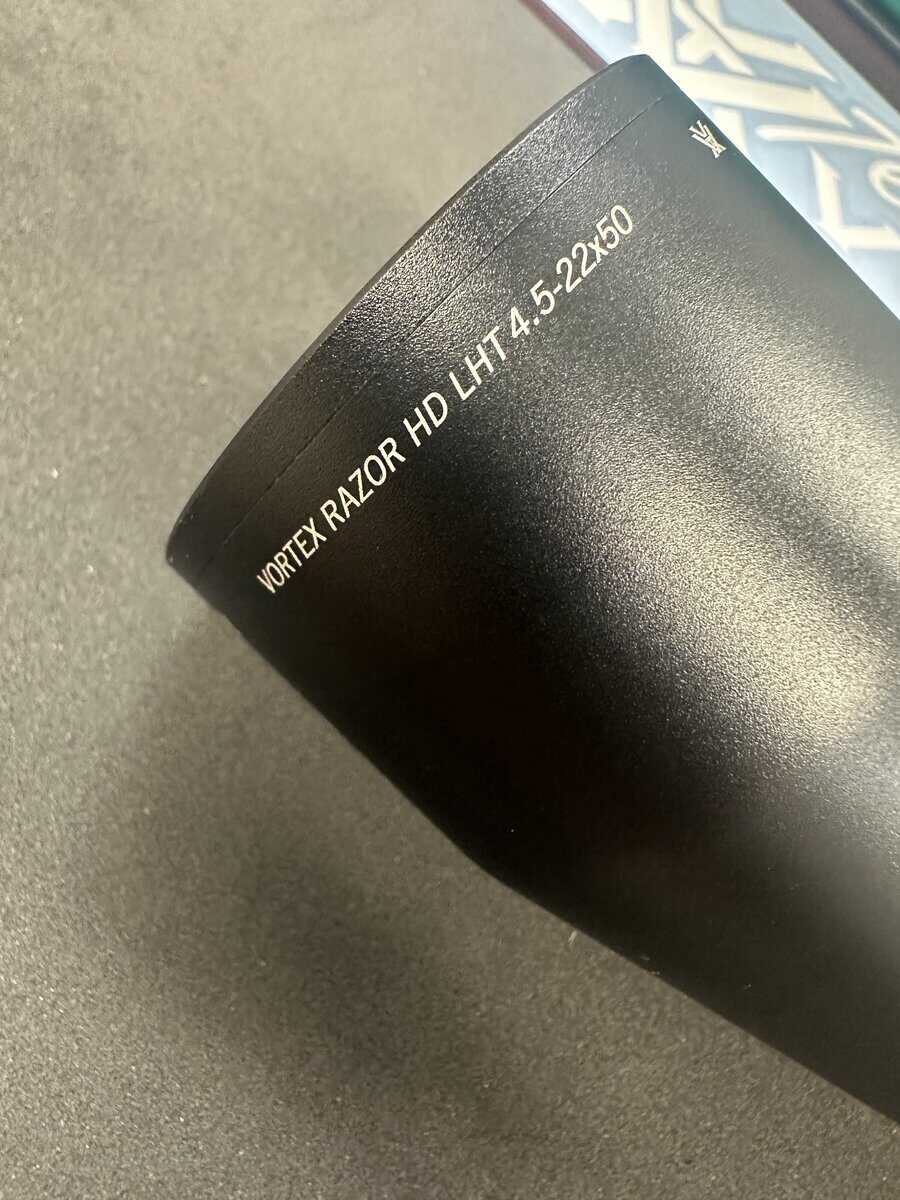 VORTEX RAZOR HD LHT 4.5-22x50